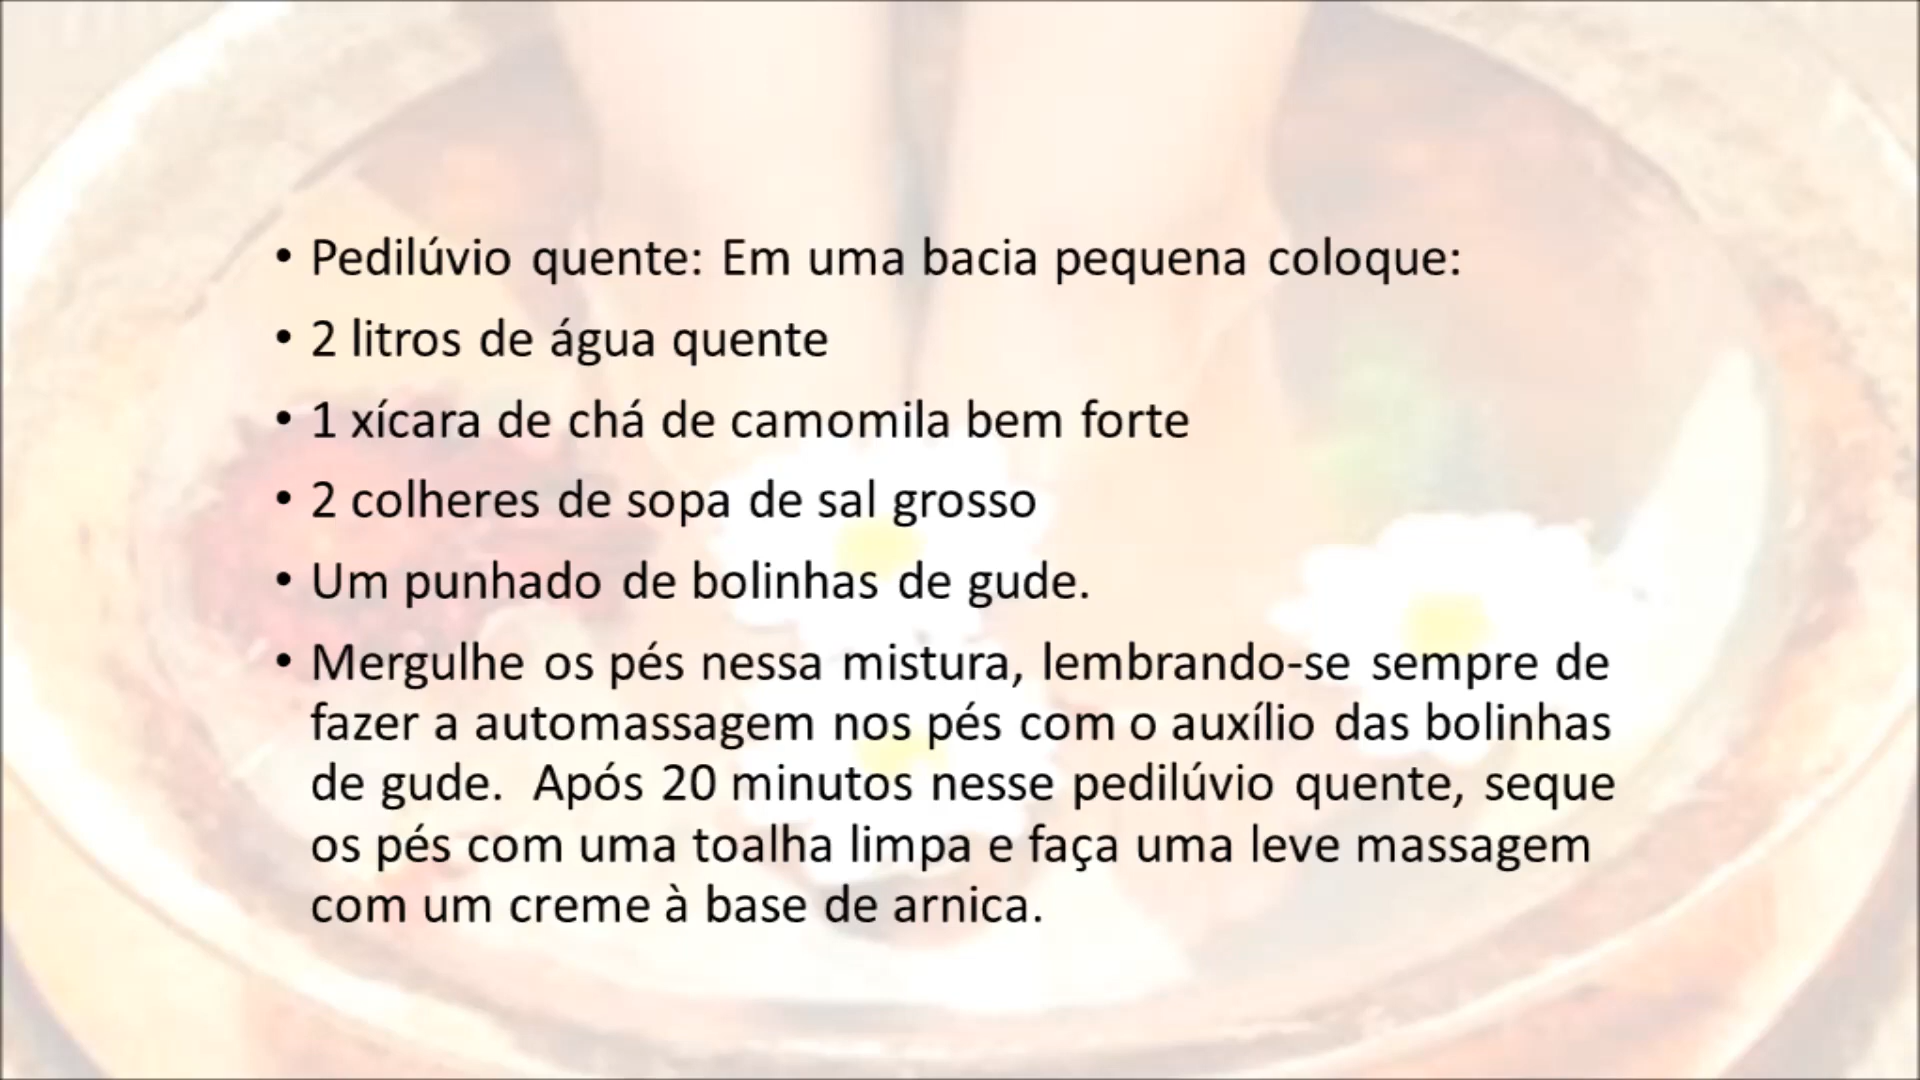 • Pedilúvio quente: Em uma bacia pequena coloque:
• 2 litros de água quente
• 1 xícara de chá de camomila bem forte
• 2 colheres de sopa de sal grosso
• Um punhado de bolinhas de gude.
• Mergulhe os pés nessa mistura, lembrando-se sempre de
fazer a automassagem nos pés com o auxílio das bolinhas
de gude.  Após 20 minutos nesse pedilúvio quente, seque
os pés com uma toalha limpa e faça uma leve massagem
com um creme à base de arnica.